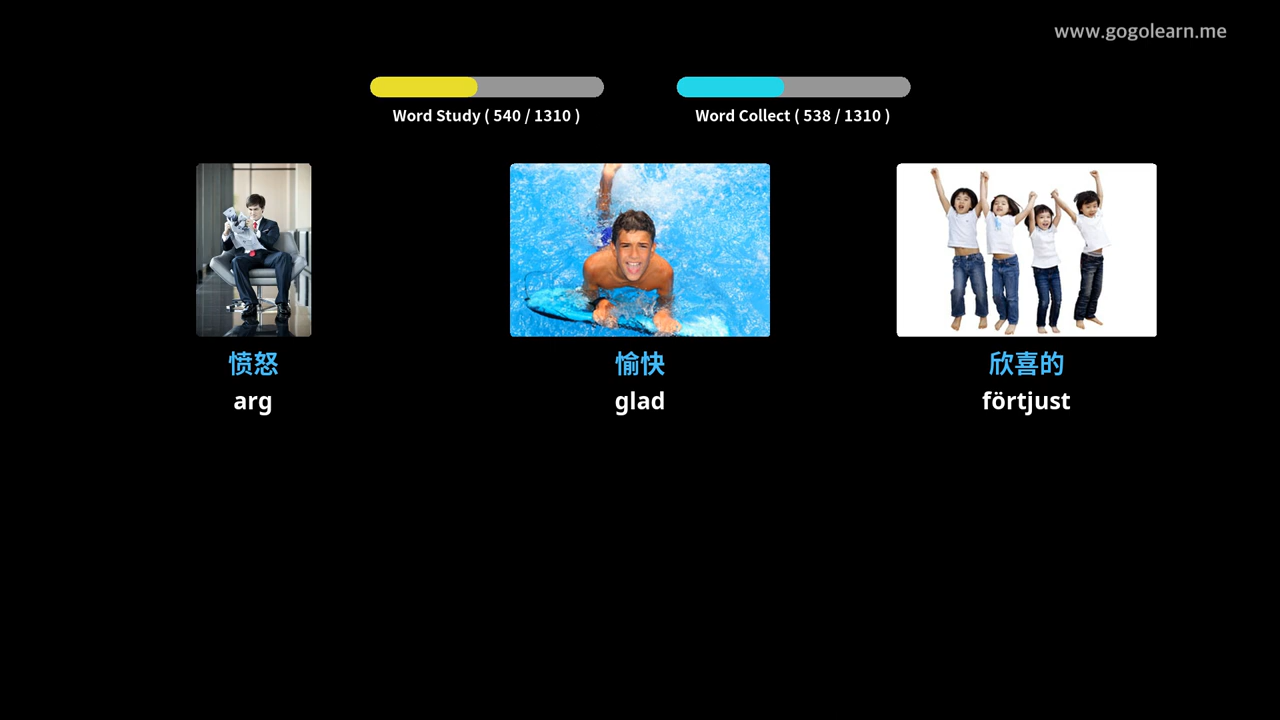 www.gogolearn.me
Word Study ( 540 / 1310 )
Word Collect ( 538 / 1310 )
愤怒
愉快
欣喜的
arg
glad
förtjust